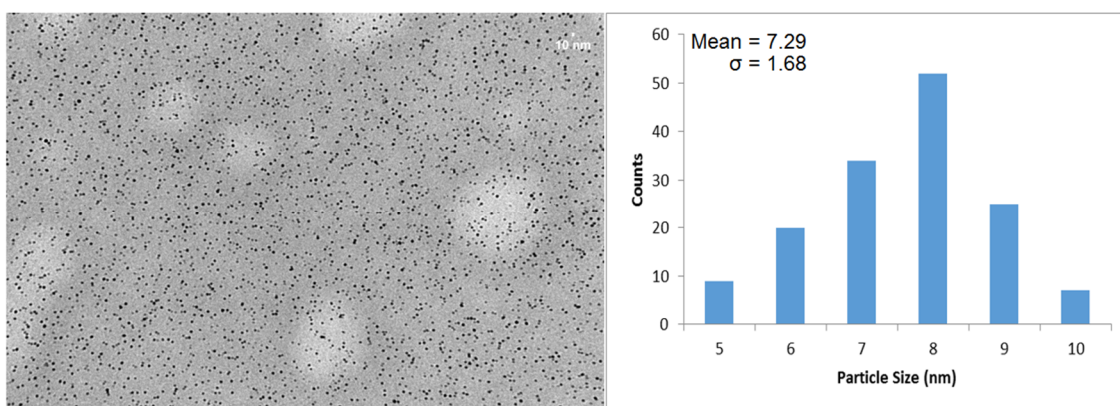 10 nm
Mean = 7.29
σ = 1.68
60
50
40
30
20
10
0
Counts
5 6 7 8 9 10
Particle Size (nm)